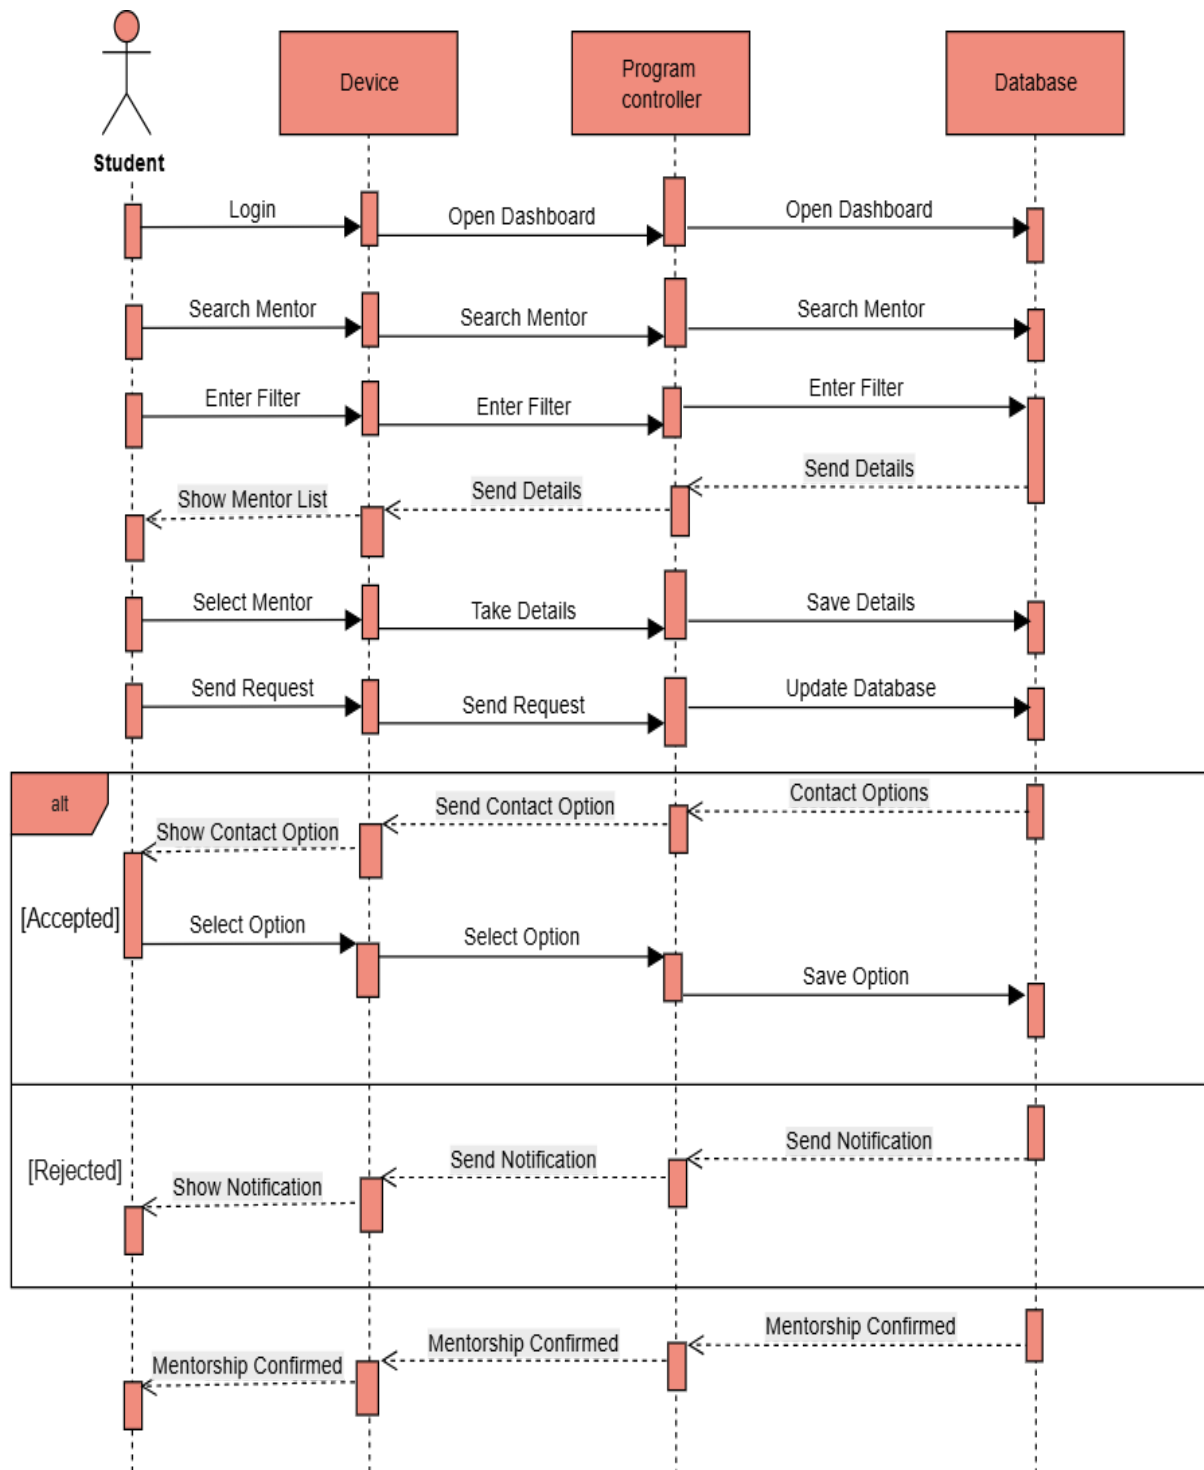 Student
Device
Program
controller
Database
Login
Open Dashboard
Open Dashboard
Search Mentor
Search Mentor
Search Mentor
Enter Filter
Enter Filter
Enter Filter
Send Details
Send Details
Show Mentor List
Select Mentor
Take Details
Save Details
Send Request
Send Request
Update Database
alt
Contact Options
Send Contact Option
Show Contact Option
[Accepted]
Select Option
Select Option
Save Option
[Rejected]
Send Notification
Send Notification
Show Notification
Mentorship Confirmed
Mentorship Confirmed
Mentorship Confirmed